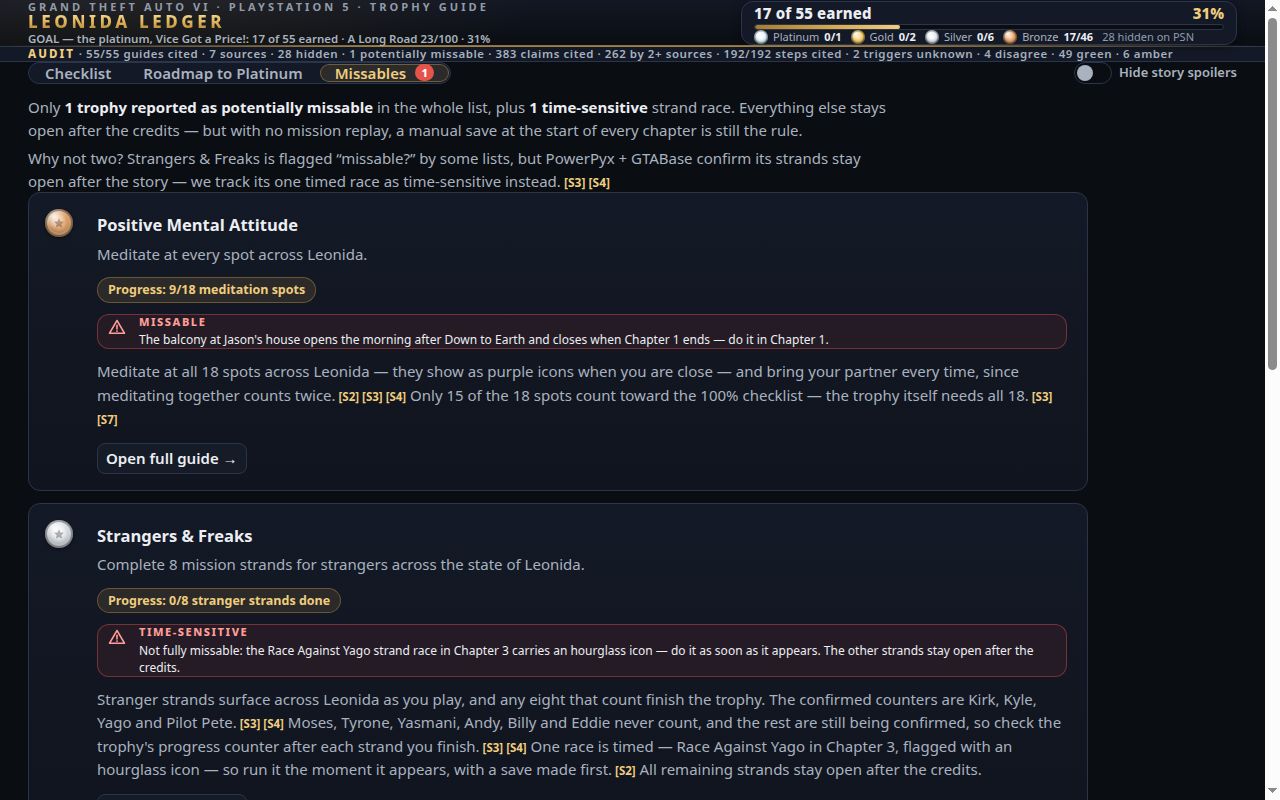 GRAND THEFT AUTO VI · PLAYSTATION 5 · TROPHY GUIDE
LEONIDA LEDGER
GOAL — the platinum, Vice Got a Price!: 17 of 55 earned · A Long Road 23/100 · 31%
17 of 55 earned 31%
Platinum 0/1 Gold 0/2 Silver 0/6 Bronze 17/46 28 hidden on PSN
AUDIT · 55/55 guides cited · 7 sources · 28 hidden · 1 potentially missable · 383 claims cited · 262 by 2+ sources · 192/192 steps cited · 2 triggers unknown · 4 disagree · 49 green · 6 amber
Checklist Roadmap to Platinum Missables 1 Hide story spoilers
Only 1 trophy reported as potentially missable in the whole list, plus 1 time-sensitive strand race. Everything else stays
open after the credits — but with no mission replay, a manual save at the start of every chapter is still the rule.
Why not two? Strangers & Freaks is flagged “missable?” by some lists, but PowerPyx + GTABase confirm its strands stay
open after the story — we track its one timed race as time-sensitive instead. [S3] [S4]
Positive Mental Attitude
Meditate at every spot across Leonida.
Progress: 9/18 meditation spots
MISSABLE
The balcony at Jason's house opens the morning after Down to Earth and closes when Chapter 1 ends — do it in Chapter 1.
Meditate at all 18 spots across Leonida — they show as purple icons when you are close — and bring your partner every time, since
meditating together counts twice. [S2] [S3] [S4] Only 15 of the 18 spots count toward the 100% checklist — the trophy itself needs all 18. [S3]
[S7]
Open full guide →
Strangers & Freaks
Complete 8 mission strands for strangers across the state of Leonida.
Progress: 0/8 stranger strands done
TIME-SENSITIVE
Not fully missable: the Race Against Yago strand race in Chapter 3 carries an hourglass icon — do it as soon as it appears. The other strands stay open after the
credits.
Stranger strands surface across Leonida as you play, and any eight that count finish the trophy. The confirmed counters are Kirk, Kyle,
Yago and Pilot Pete. [S3] [S4] Moses, Tyrone, Yasmani, Andy, Billy and Eddie never count, and the rest are still being confirmed, so check the
trophy's progress counter after each strand you finish. [S3] [S4] One race is timed — Race Against Yago in Chapter 3, flagged with an
hourglass icon — so run it the moment it appears, with a save made first. [S2] All remaining strands stay open after the credits.